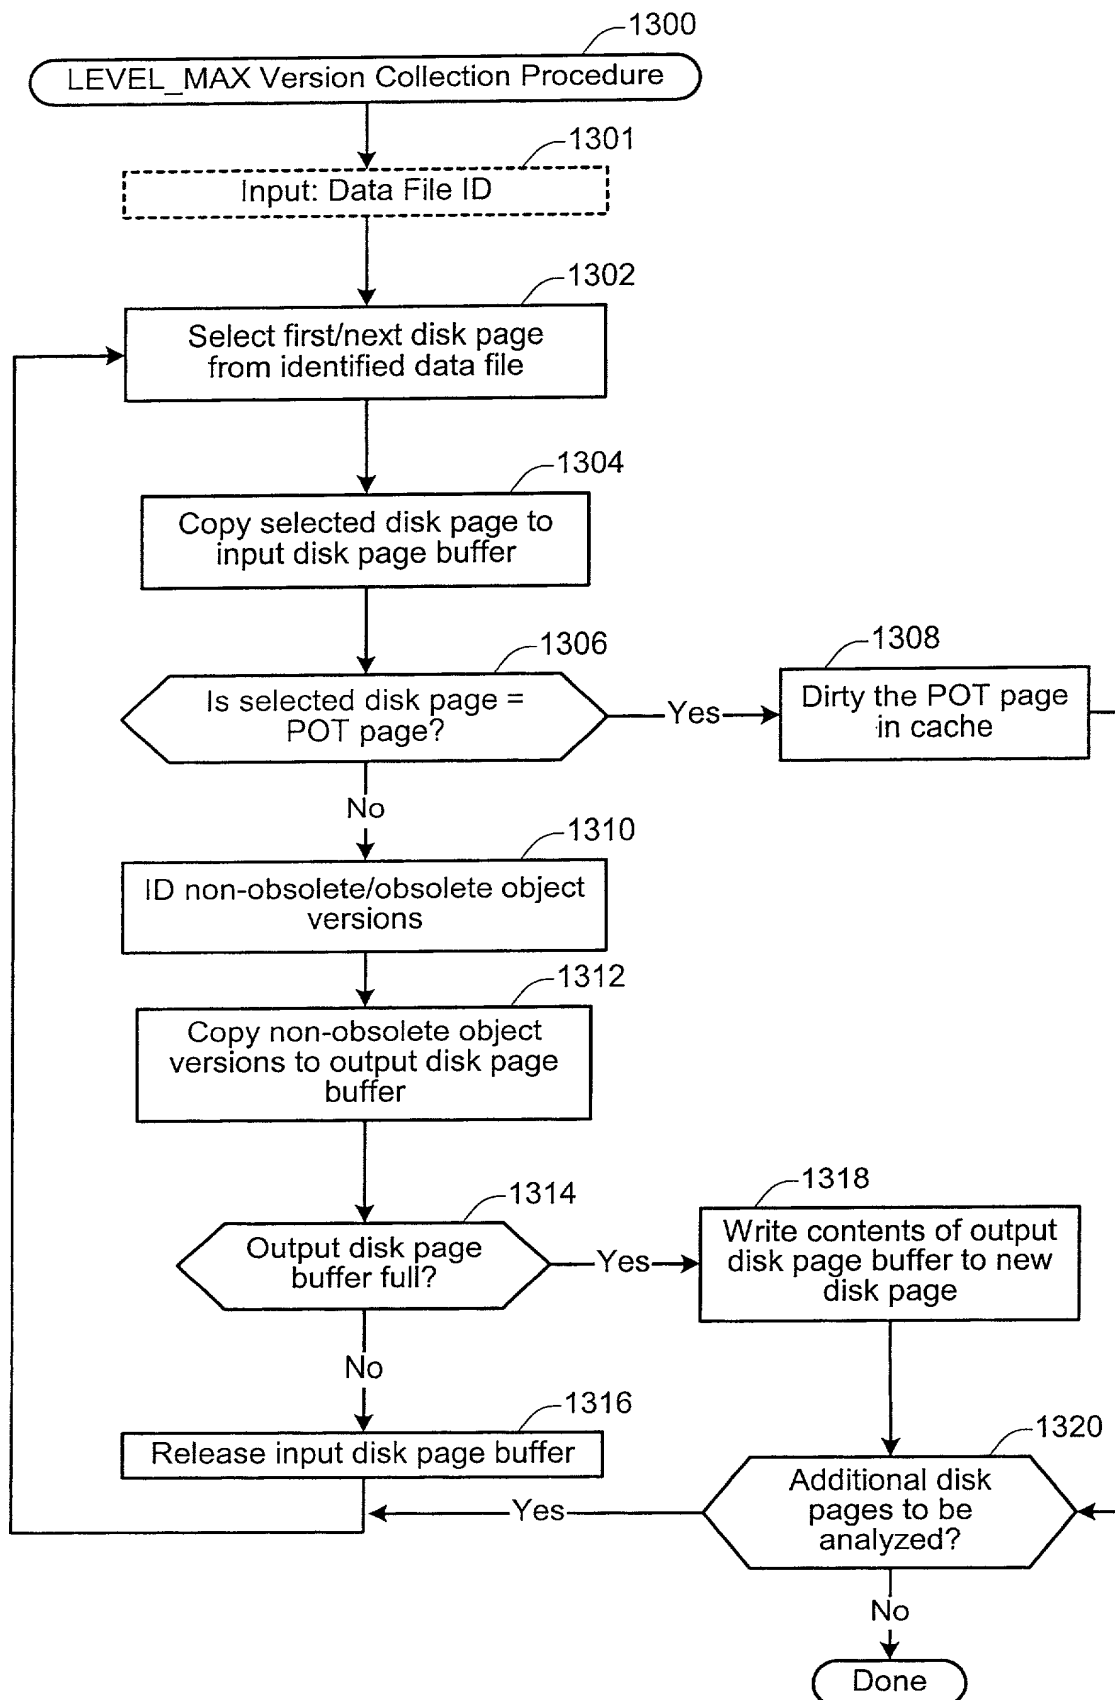 1300
LEVEL_MAX Version Collection Procedure
1301
Input: Data File ID
1302
Select first/next disk page
from identified data file
1304
Copy selected disk page to
input disk page buffer
1306
Is selected disk page =
POT page?
Yes
1308
Dirty the POT page
in cache
No
1310
ID non-obsolete/obsolete object
versions
1312
Copy non-obsolete object
versions to output disk page
buffer
1314
Output disk page
buffer full?
Yes
1318
Write contents of output
disk page buffer to new
disk page
No
1316
Release input disk page buffer
1320
Additional disk
pages to be
analyzed?
Yes
No
Done